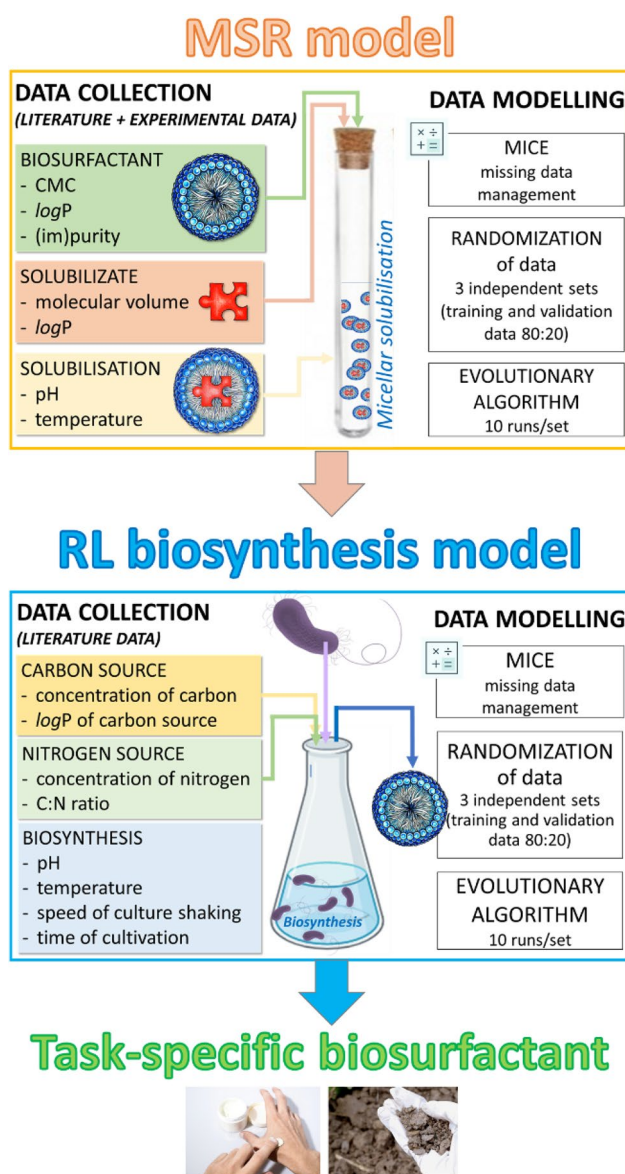 MSR model
DATA COLLECTION
(LITERATURE + EXPERIMENTAL DATA)
BIOSURFACTANT
- CMC
- logP
- (im)purity
SOLUBILIZATE
- molecular volume
- logP
SOLUBILISATION
- pH
- temperature
Micellar solubilisation
DATA MODELLING
× ÷
+ =
MICE
missing data
management
RANDOMIZATION
of data
3 independent sets
(training and validation
data 80:20)
EVOLUTIONARY
ALGORITHM
10 runs/set
RL biosynthesis model
DATA COLLECTION
(LITERATURE DATA)
CARBON SOURCE
- concentration of carbon
- logP of carbon source
NITROGEN SOURCE
- concentration of nitrogen
- C:N ratio
BIOSYNTHESIS
- pH
- temperature
- speed of culture shaking
- time of cultivation
Biosynthesis
DATA MODELLING
× ÷
+ =
MICE
missing data
management
RANDOMIZATION
of data
3 independent sets
(training and validation
data 80:20)
EVOLUTIONARY
ALGORITHM
10 runs/set
Task-specific biosurfactant